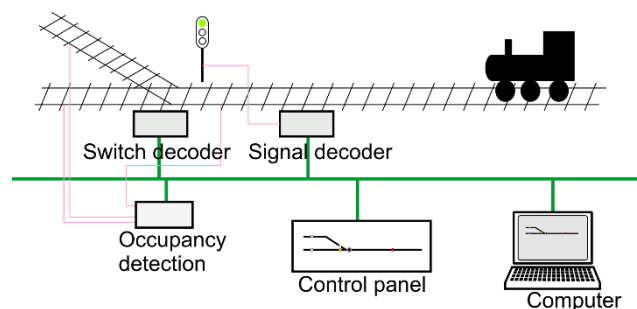 Switch decoder
Signal decoder
Occupancy
detection
Control panel
Computer